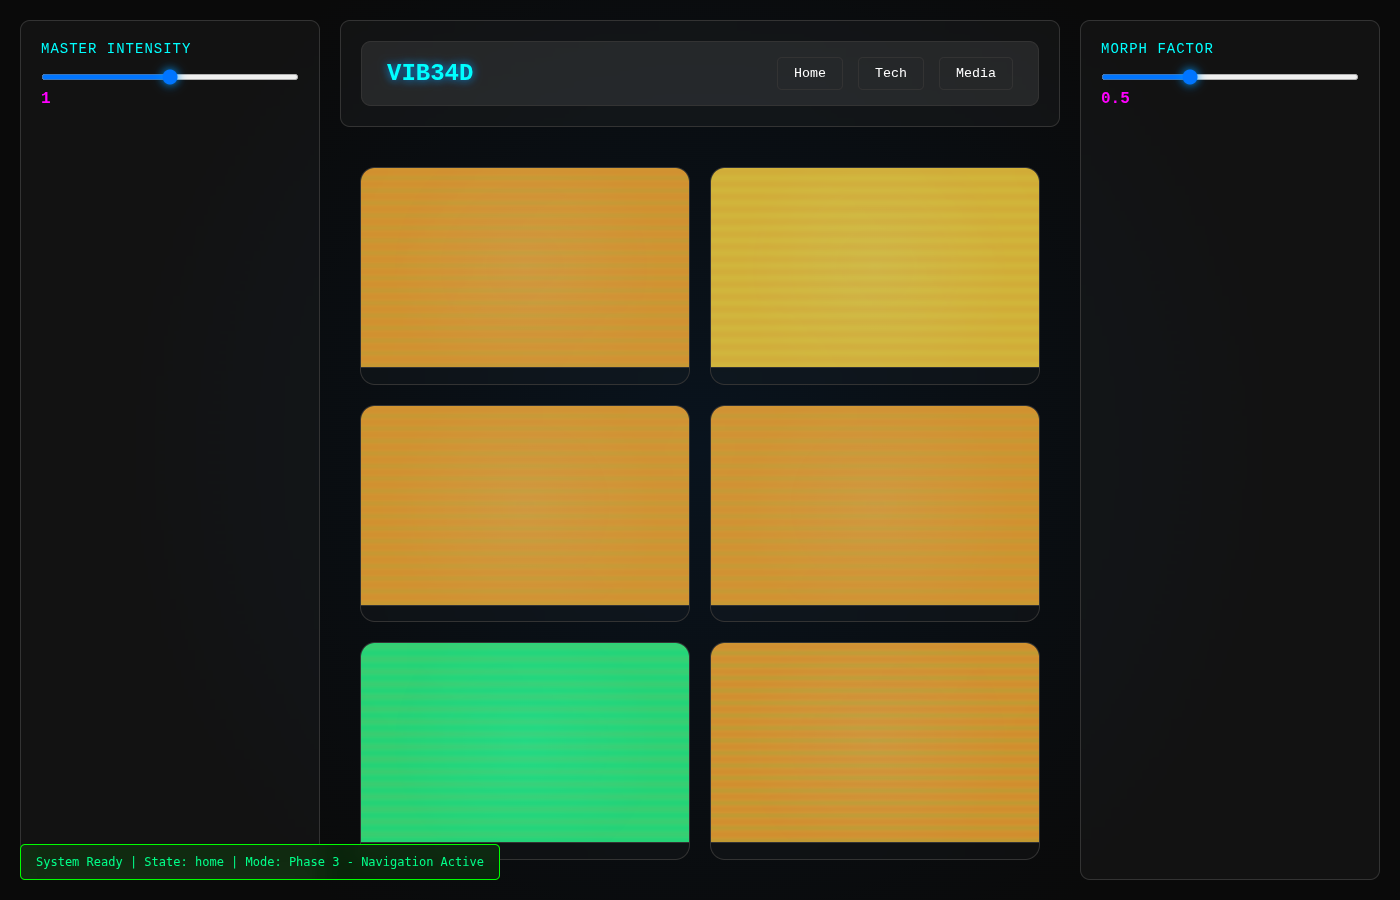 MASTER INTENSITY
1
VIB34D
Home
Tech
Media
MORPH FACTOR
0.5
System Ready | State: home | Mode: Phase 3 - Navigation Active